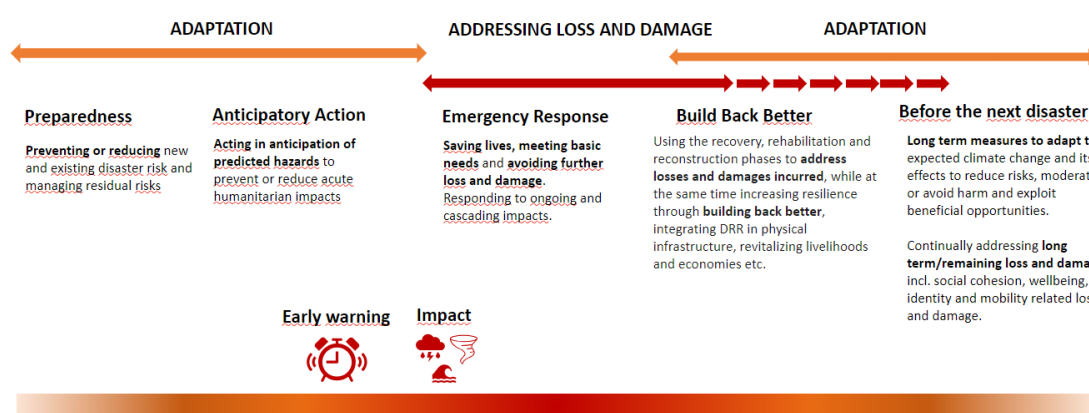 ADAPTATION
ADDRESSING LOSS AND DAMAGE
ADAPTATION
Preparedness
Preventing or reducing new
and existing disaster risk and
managing residual risks
Anticipatory Action
Acting in anticipation of
predicted hazards to
prevent or reduce acute
humanitarian impacts
Emergency Response
Saving lives, meeting basic
needs and avoiding further
loss and damage.
Responding to ongoing and
cascading impacts.
Build Back Better
Using the recovery, rehabilitation and
reconstruction phases to address
losses and damages incurred, while at
the same time increasing resilience
through building back better,
integrating DRR in physical
infrastructure, revitalizing livelihoods
and economies etc.
Before the next disaster
Long term measures to adapt t
expected climate change and its
effects to reduce risks, moderat
or avoid harm and exploit
beneficial opportunities.
Continually addressing long
term/remaining loss and dama
incl. social cohesion, wellbeing,
identity and mobility related los
and damage.
Early warning
Impact